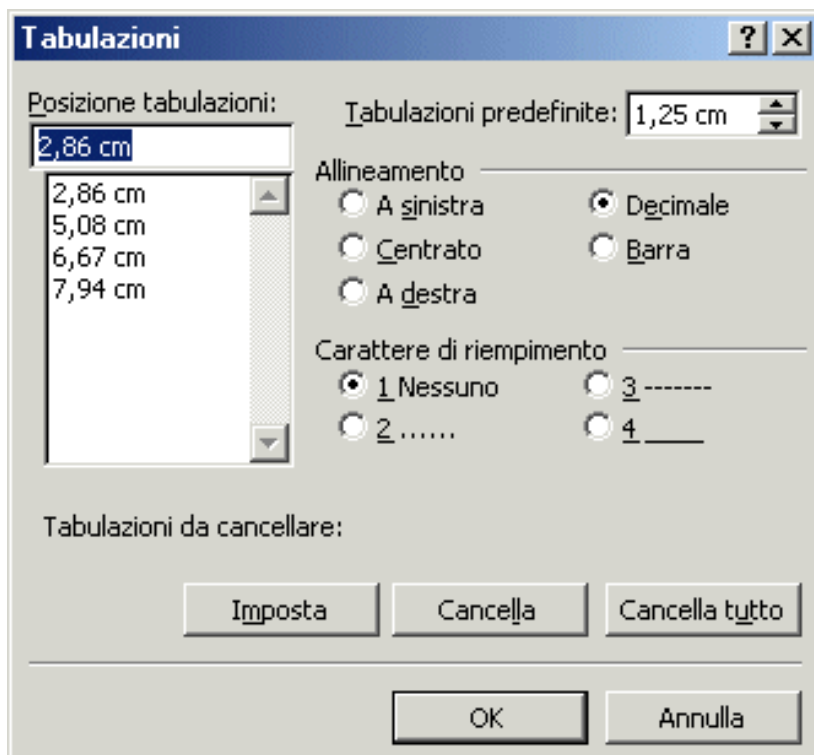 Tabulazioni
Posizione tabulazioni:
Tabulazioni predefinite: 1,25 cm
2,86 cm
2,86 cm
5,08 cm
6,67 cm
7,94 cm
Allineamento
A sinistra
Decimale
Centrato
Barra
A destra
Carattere di riempimento
1 Nessuno
3 -------
2 ......
4 ____
Tabulazioni da cancellare:
Imposta
Cancella
Cancella tutto
OK
Annulla